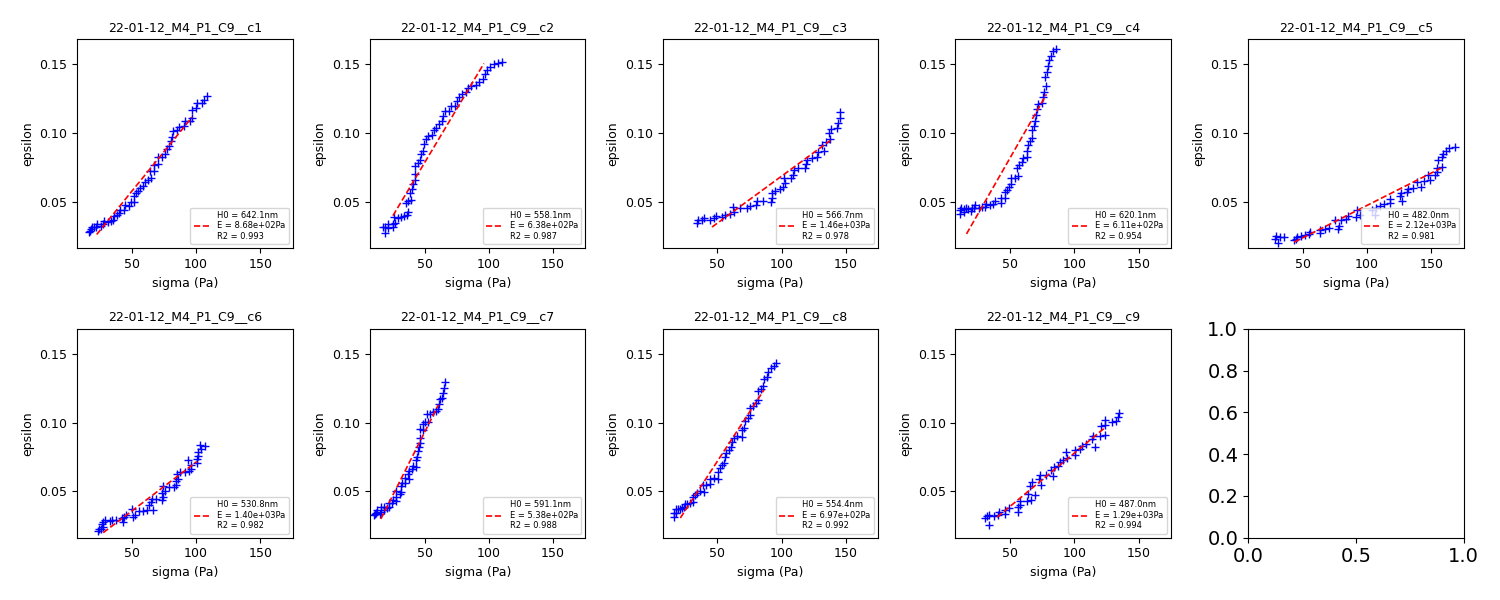 22-01-12_M4_P1_C9__c1
0.15
0.10
0.05
epsilon
H0 = 642.1nm
E = 8.68e+02Pa
R2 = 0.993
50
100
150
sigma (Pa)
22-01-12_M4_P1_C9__c2
0.15
0.10
0.05
epsilon
H0 = 558.1nm
E = 6.38e+02Pa
R2 = 0.987
50
100
150
sigma (Pa)
22-01-12_M4_P1_C9__c3
0.15
0.10
0.05
epsilon
H0 = 566.7nm
E = 1.46e+03Pa
R2 = 0.978
50
100
150
sigma (Pa)
22-01-12_M4_P1_C9__c4
0.15
0.10
0.05
epsilon
H0 = 620.1nm
E = 6.11e+02Pa
R2 = 0.954
50
100
150
sigma (Pa)
22-01-12_M4_P1_C9__c5
0.15
0.10
0.05
epsilon
H0 = 482.0nm
E = 2.12e+03Pa
R2 = 0.981
50
100
150
sigma (Pa)
22-01-12_M4_P1_C9__c6
0.15
0.10
0.05
epsilon
H0 = 530.8nm
E = 1.40e+03Pa
R2 = 0.982
50
100
150
sigma (Pa)
22-01-12_M4_P1_C9__c7
0.15
0.10
0.05
epsilon
H0 = 591.1nm
E = 5.38e+02Pa
R2 = 0.988
50
100
150
sigma (Pa)
22-01-12_M4_P1_C9__c8
0.15
0.10
0.05
epsilon
H0 = 554.4nm
E = 6.97e+02Pa
R2 = 0.992
50
100
150
sigma (Pa)
22-01-12_M4_P1_C9__c9
0.15
0.10
0.05
epsilon
H0 = 487.0nm
E = 1.29e+03Pa
R2 = 0.994
50
100
150
sigma (Pa)
1.0
0.8
0.6
0.4
0.2
0.0
0.0
0.5
1.0